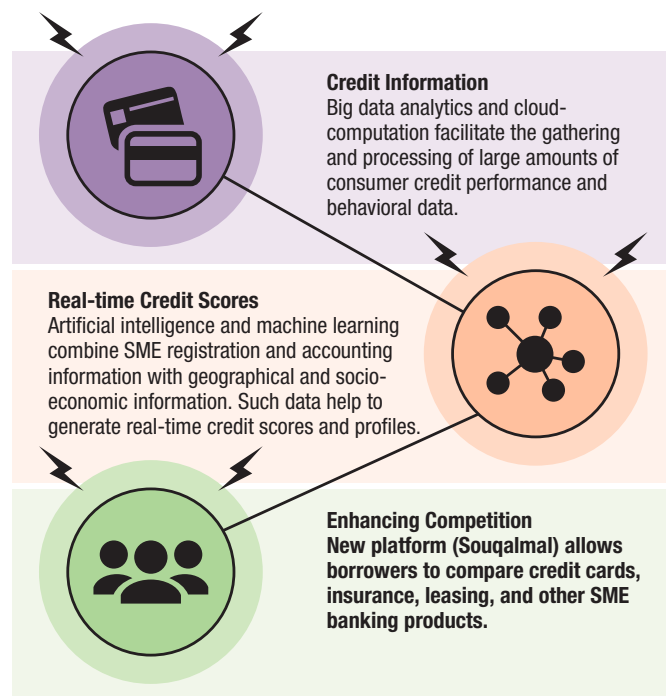 Credit Information
Big data analytics and cloud-
computation facilitate the gathering
and processing of large amounts of
consumer credit performance and
behavioral data.
Real-time Credit Scores
Artificial intelligence and machine learning
combine SME registration and accounting
information with geographical and socio-
economic information. Such data help to
generate real-time credit scores and profiles.
Enhancing Competition
New platform (Souqalmal) allows
borrowers to compare credit cards,
insurance, leasing, and other SME
banking products.